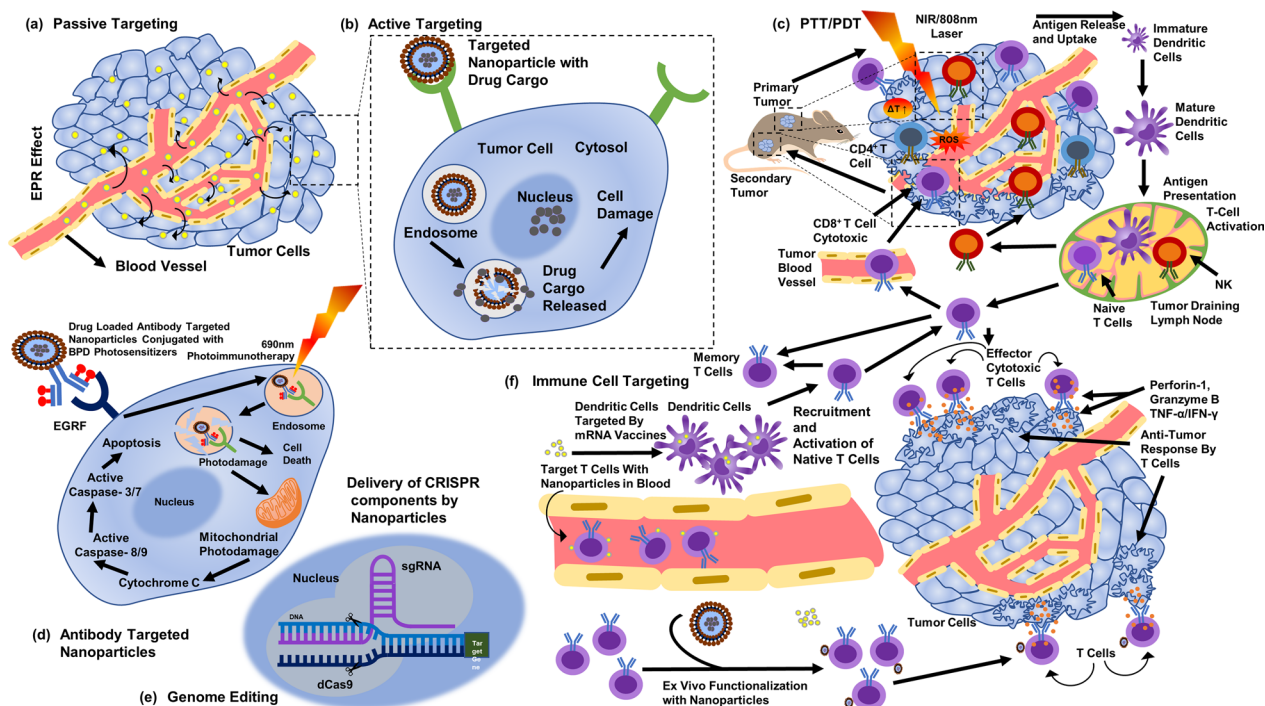 (a) Passive Targeting
EPR Effect
Tumor Cells
Blood Vessel
(b) Active Targeting
Targeted
Nanoparticle with
Drug Cargo
Tumor Cell
Cytosol
Nucleus
Cell
Damage
Endosome
Drug
Cargo
Released
(c) PTT/PDT
NIR/808nm
Laser
Antigen Release
and Uptake
Immature
Dendritic
Cells
Primary
Tumor
ΔT ↑
ROS
CD4⁺ T
Cell
Secondary
Tumor
Mature
Dendritic
Cells
Antigen
Presentation
T-Cell
Activation
CD8⁺ T Cell
Cytotoxic
Tumor
Blood
Vessel
NK
Naive
T Cells
Tumor Draining
Lymph Node
Drug Loaded Antibody Targeted
Nanoparticles Conjugated with
BPD Photosensitizers
690nm
Photoimmunotherapy
EGRF
Endosome
Apoptosis
Photodamage
Cell
Death
Active
Caspase- 3/7
Nucleus
Active
Caspase- 8/9
Mitochondrial
Photodamage
Cytochrome C
(d) Antibody Targeted
Nanoparticles
Delivery of CRISPR
components by
Nanoparticles
Nucleus
sgRNA
DNA
Tar
get Ge
ne
dCas9
(e) Genome Editing
(f) Immune Cell Targeting
Memory
T Cells
Effector
Cytotoxic
T Cells
Dendritic Cells
Targeted By
mRNA Vaccines
Dendritic Cells
Recruitment
and
Activation of
Native T Cells
Target T Cells With
Nanoparticles in Blood
Perforin-1,
Granzyme B
TNF-α/IFN-γ
Anti-Tumor
Response By
T Cells
Tumor Cells
T Cells
Ex Vivo Functionalization
with Nanoparticles